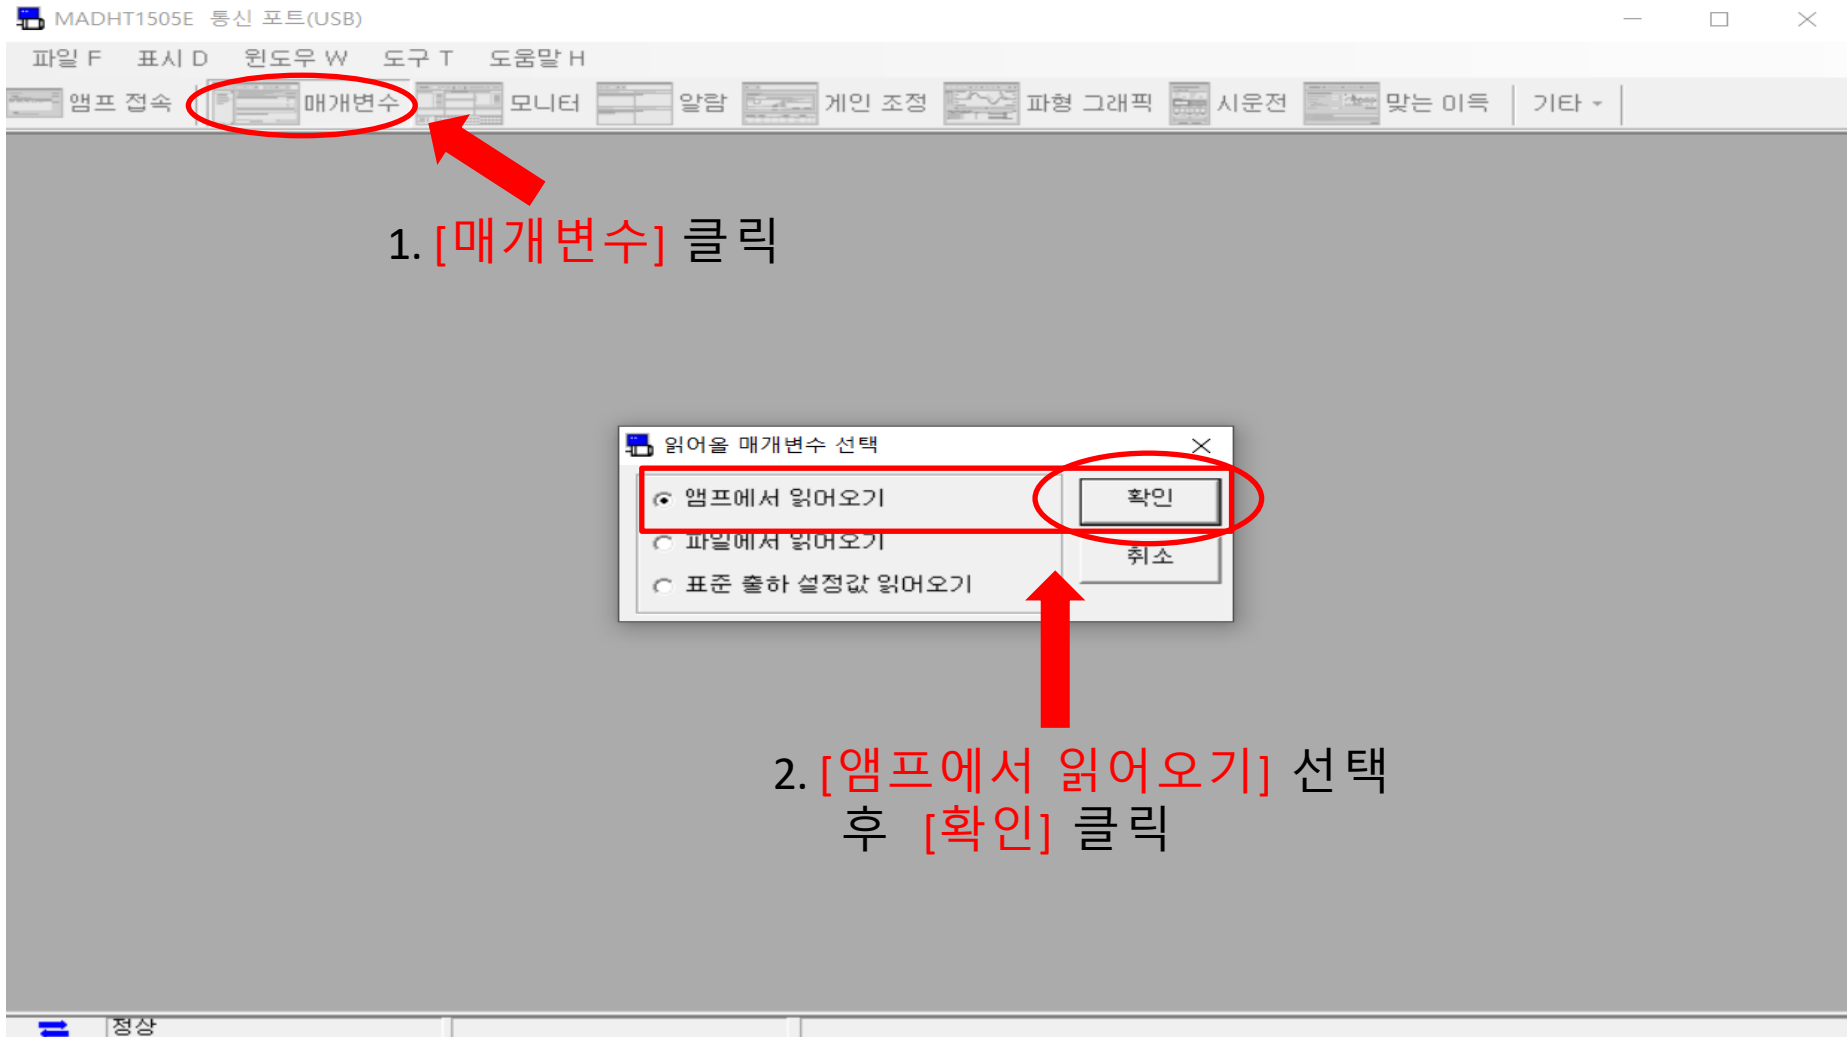 MADHT1505E 통신 포트(USB)
파일 F 표시 D 윈도우 W 도구 T 도움말 H
앰프 접속 매개변수 모니터 알람 게인 조정 파형 그래픽 시운전 맞는 이득 기타
1. [매개변수] 클릭
읽어올 매개변수 선택
앰프에서 읽어오기 확인
파일에서 읽어오기 취소
표준 출하 설정값 읽어오기
2. [앰프에서 읽어오기] 선택
후 [확인] 클릭
정상